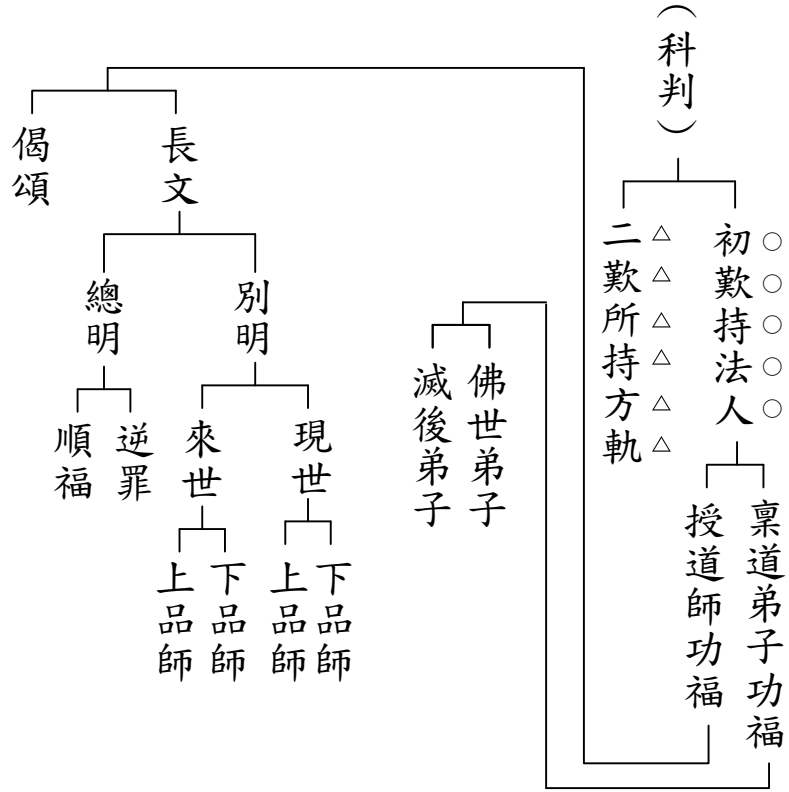 （科判）
初歎持法人
○○○○○
二歎所持方軌
△△△△△△
稟道弟子功福
授道師功福
佛世弟子
滅後弟子
長文
偈頌
別明
總明
現世
來世
逆罪
順福
下品師
上品師
下品師
上品師